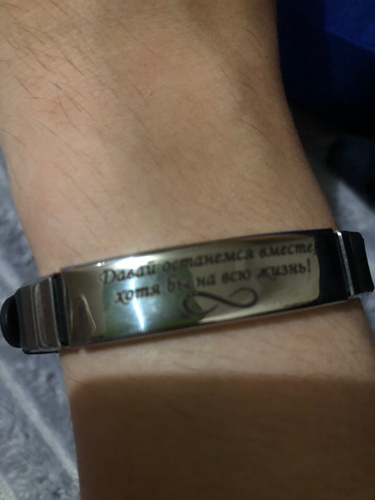 Давай останемся вместе,
хотя бы на всю жизнь!